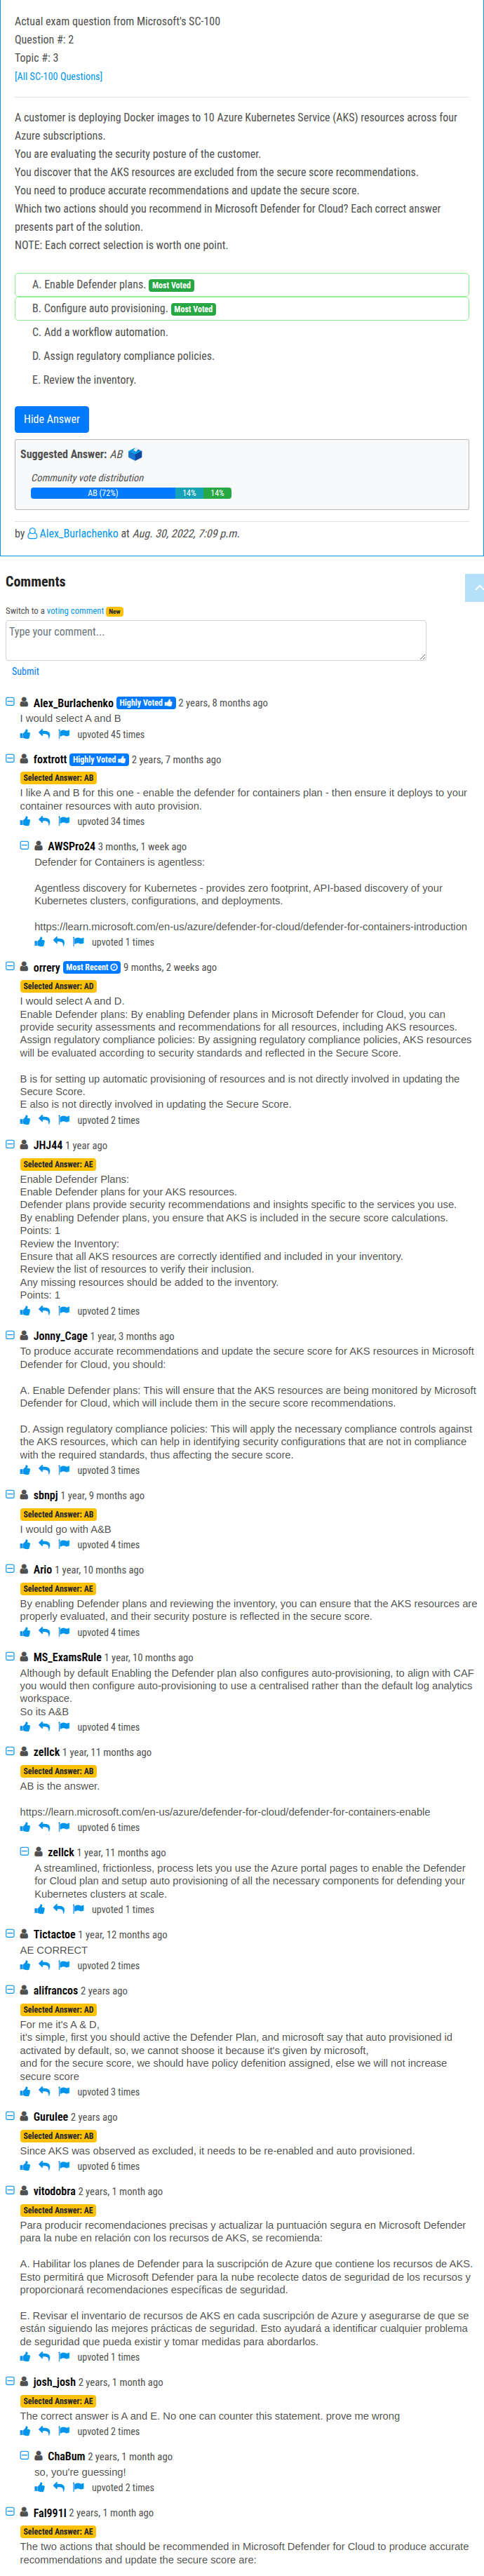 Actual exam question from Microsoft's SC-100
Question #: 2
Topic #: 3
[All SC-100 Questions]
A customer is deploying Docker images to 10 Azure Kubernetes Service (AKS) resources across four
Azure subscriptions.
You are evaluating the security posture of the customer.
You discover that the AKS resources are excluded from the secure score recommendations.
You need to produce accurate recommendations and update the secure score.
Which two actions should you recommend in Microsoft Defender for Cloud? Each correct answer
presents part of the solution.
NOTE: Each correct selection is worth one point.
A. Enable Defender plans. Most Voted
B. Configure auto provisioning. Most Voted
C. Add a workflow automation.
D. Assign regulatory compliance policies.
E. Review the inventory.
Hide Answer
Suggested Answer: AB
Community vote distribution
AB (72%) 14% 14%
by Alex_Burlachenko at Aug. 30, 2022, 7:09 p.m.
Comments
Switch to a voting comment New
Type your comment...
Submit
Alex_Burlachenko Highly Voted 2 years, 8 months ago
I would select A and B
upvoted 45 times
foxtrott Highly Voted 2 years, 7 months ago
Selected Answer: AB
I like A and B for this one - enable the defender for containers plan - then ensure it deploys to your
container resources with auto provision.
upvoted 34 times
AWSPro24 3 months, 1 week ago
Defender for Containers is agentless:
Agentless discovery for Kubernetes - provides zero footprint, API-based discovery of your
Kubernetes clusters, configurations, and deployments.
https://learn.microsoft.com/en-us/azure/defender-for-cloud/defender-for-containers-introduction
upvoted 1 times
orrery Most Recent 9 months, 2 weeks ago
Selected Answer: AD
I would select A and D.
Enable Defender plans: By enabling Defender plans in Microsoft Defender for Cloud, you can
provide security assessments and recommendations for all resources, including AKS resources.
Assign regulatory compliance policies: By assigning regulatory compliance policies, AKS resources
will be evaluated according to security standards and reflected in the Secure Score.
B is for setting up automatic provisioning of resources and is not directly involved in updating the
Secure Score.
E also is not directly involved in updating the Secure Score.
upvoted 2 times
JHJ44 1 year ago
Selected Answer: AE
Enable Defender Plans:
Enable Defender plans for your AKS resources.
Defender plans provide security recommendations and insights specific to the services you use.
By enabling Defender plans, you ensure that AKS is included in the secure score calculations.
Points: 1
Review the Inventory:
Ensure that all AKS resources are correctly identified and included in your inventory.
Review the list of resources to verify their inclusion.
Any missing resources should be added to the inventory.
Points: 1
upvoted 2 times
Jonny_Cage 1 year, 3 months ago
To produce accurate recommendations and update the secure score for AKS resources in Microsoft
Defender for Cloud, you should:
A. Enable Defender plans: This will ensure that the AKS resources are being monitored by Microsoft
Defender for Cloud, which will include them in the secure score recommendations.
D. Assign regulatory compliance policies: This will apply the necessary compliance controls against
the AKS resources, which can help in identifying security configurations that are not in compliance
with the required standards, thus affecting the secure score.
upvoted 3 times
sbnpj 1 year, 9 months ago
Selected Answer: AB
I would go with A&B
upvoted 4 times
Ario 1 year, 10 months ago
Selected Answer: AE
By enabling Defender plans and reviewing the inventory, you can ensure that the AKS resources are
properly evaluated, and their security posture is reflected in the secure score.
upvoted 4 times
MS_ExamsRule 1 year, 10 months ago
Although by default Enabling the Defender plan also configures auto-provisioning, to align with CAF
you would then configure auto-provisioning to use a centralised rather than the default log analytics
workspace.
So its A&B
upvoted 4 times
zellck 1 year, 11 months ago
Selected Answer: AB
AB is the answer.
https://learn.microsoft.com/en-us/azure/defender-for-cloud/defender-for-containers-enable
upvoted 6 times
zellck 1 year, 11 months ago
A streamlined, frictionless, process lets you use the Azure portal pages to enable the Defender
for Cloud plan and setup auto provisioning of all the necessary components for defending your
Kubernetes clusters at scale.
upvoted 1 times
Tictactoe 1 year, 12 months ago
AE CORRECT
upvoted 2 times
alifrancos 2 years ago
Selected Answer: AD
For me it's A & D,
it's simple, first you should active the Defender Plan, and microsoft say that auto provisioned id
activated by default, so, we cannot shoose it because it's given by microsoft,
and for the secure score, we should have policy defenition assigned, else we will not increase
secure score
upvoted 3 times
Gurulee 2 years ago
Selected Answer: AB
Since AKS was observed as excluded, it needs to be re-enabled and auto provisioned.
upvoted 6 times
vitodobra 2 years, 1 month ago
Selected Answer: AE
Para producir recomendaciones precisas y actualizar la puntuación segura en Microsoft Defender
para la nube en relación con los recursos de AKS, se recomienda:
A. Habilitar los planes de Defender para la suscripción de Azure que contiene los recursos de AKS.
Esto permitirá que Microsoft Defender para la nube recolecte datos de seguridad de los recursos y
proporcionará recomendaciones específicas de seguridad.
E. Revisar el inventario de recursos de AKS en cada suscripción de Azure y asegurarse de que se
están siguiendo las mejores prácticas de seguridad. Esto ayudará a identificar cualquier problema
de seguridad que pueda existir y tomar medidas para abordarlos.
upvoted 1 times
josh_josh 2 years, 1 month ago
Selected Answer: AE
The correct answer is A and E. No one can counter this statement. prove me wrong
upvoted 2 times
ChaBum 2 years, 1 month ago
so, you're guessing!
upvoted 2 times
Fal991l 2 years, 1 month ago
Selected Answer: AE
The two actions that should be recommended in Microsoft Defender for Cloud to produce accurate
recommendations and update the secure score are: